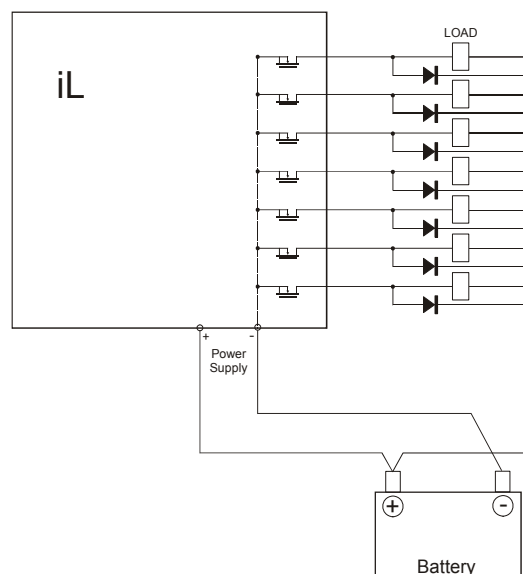 LOAD
iL
+ -
Power
Supply
+ -
Battery